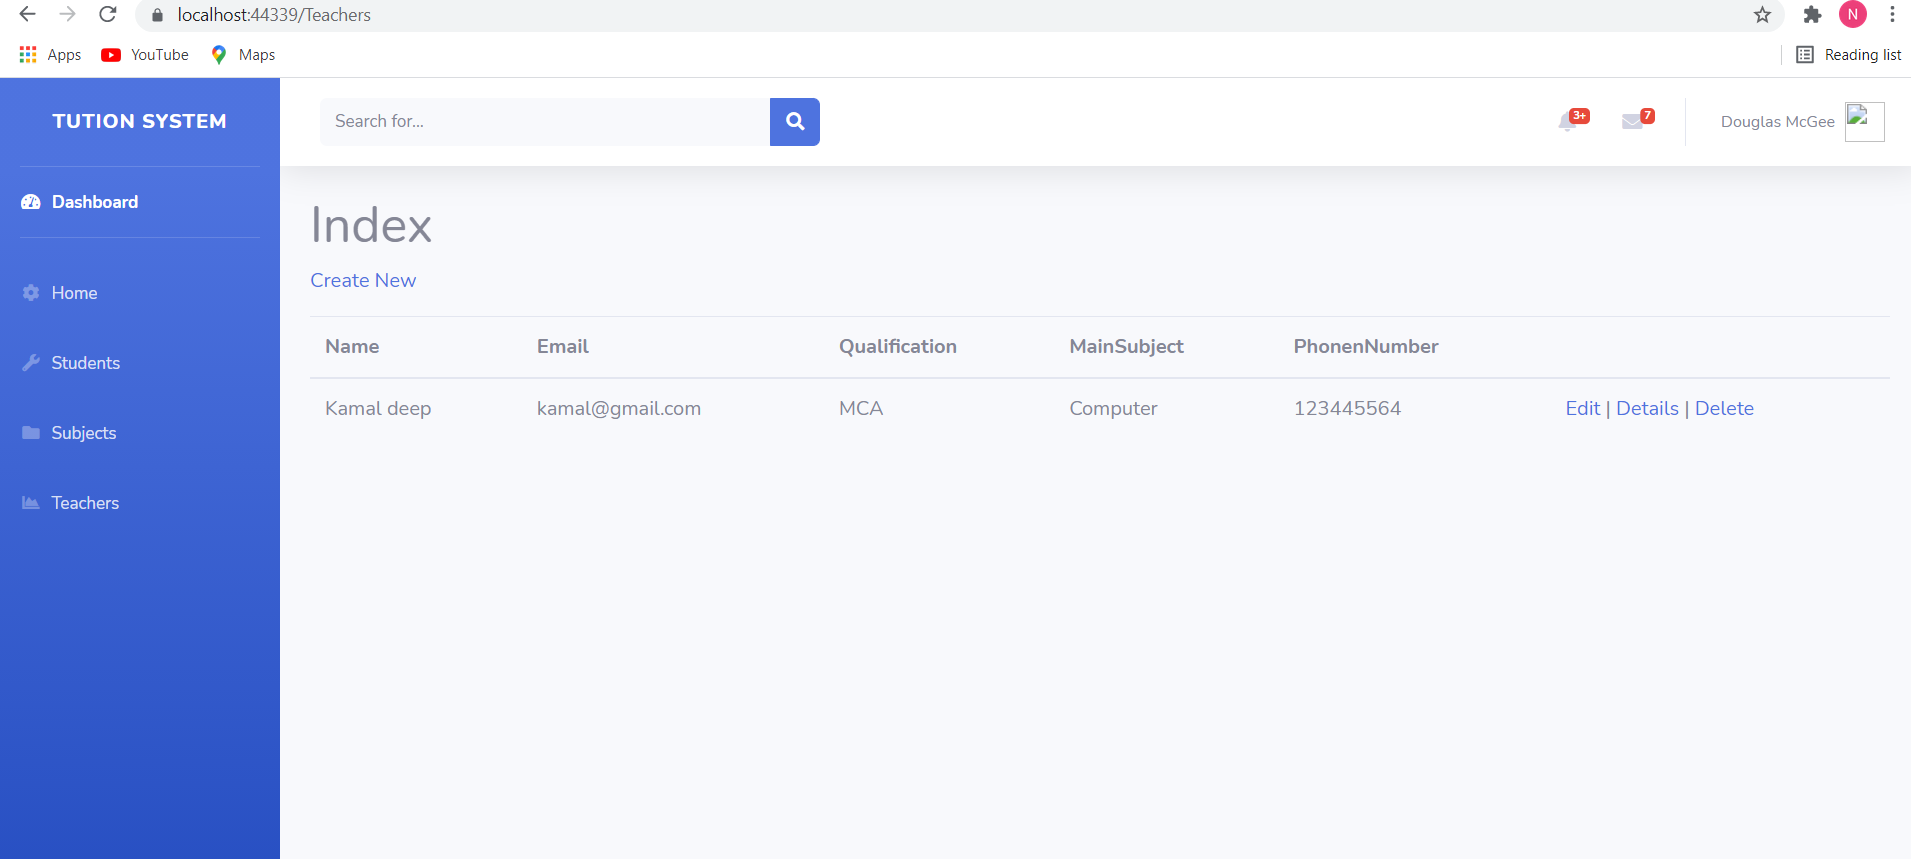 localhost:44339/Teachers
N
Apps YouTube Maps Reading list
TUTION SYSTEM
Search for...
3+ 7 Douglas McGee
Dashboard
Home
Students
Subjects
Teachers
Index
Create New
Name Email Qualification MainSubject PhonenNumber
Kamal deep kamal@gmail.com MCA Computer 123445564 Edit | Details | Delete